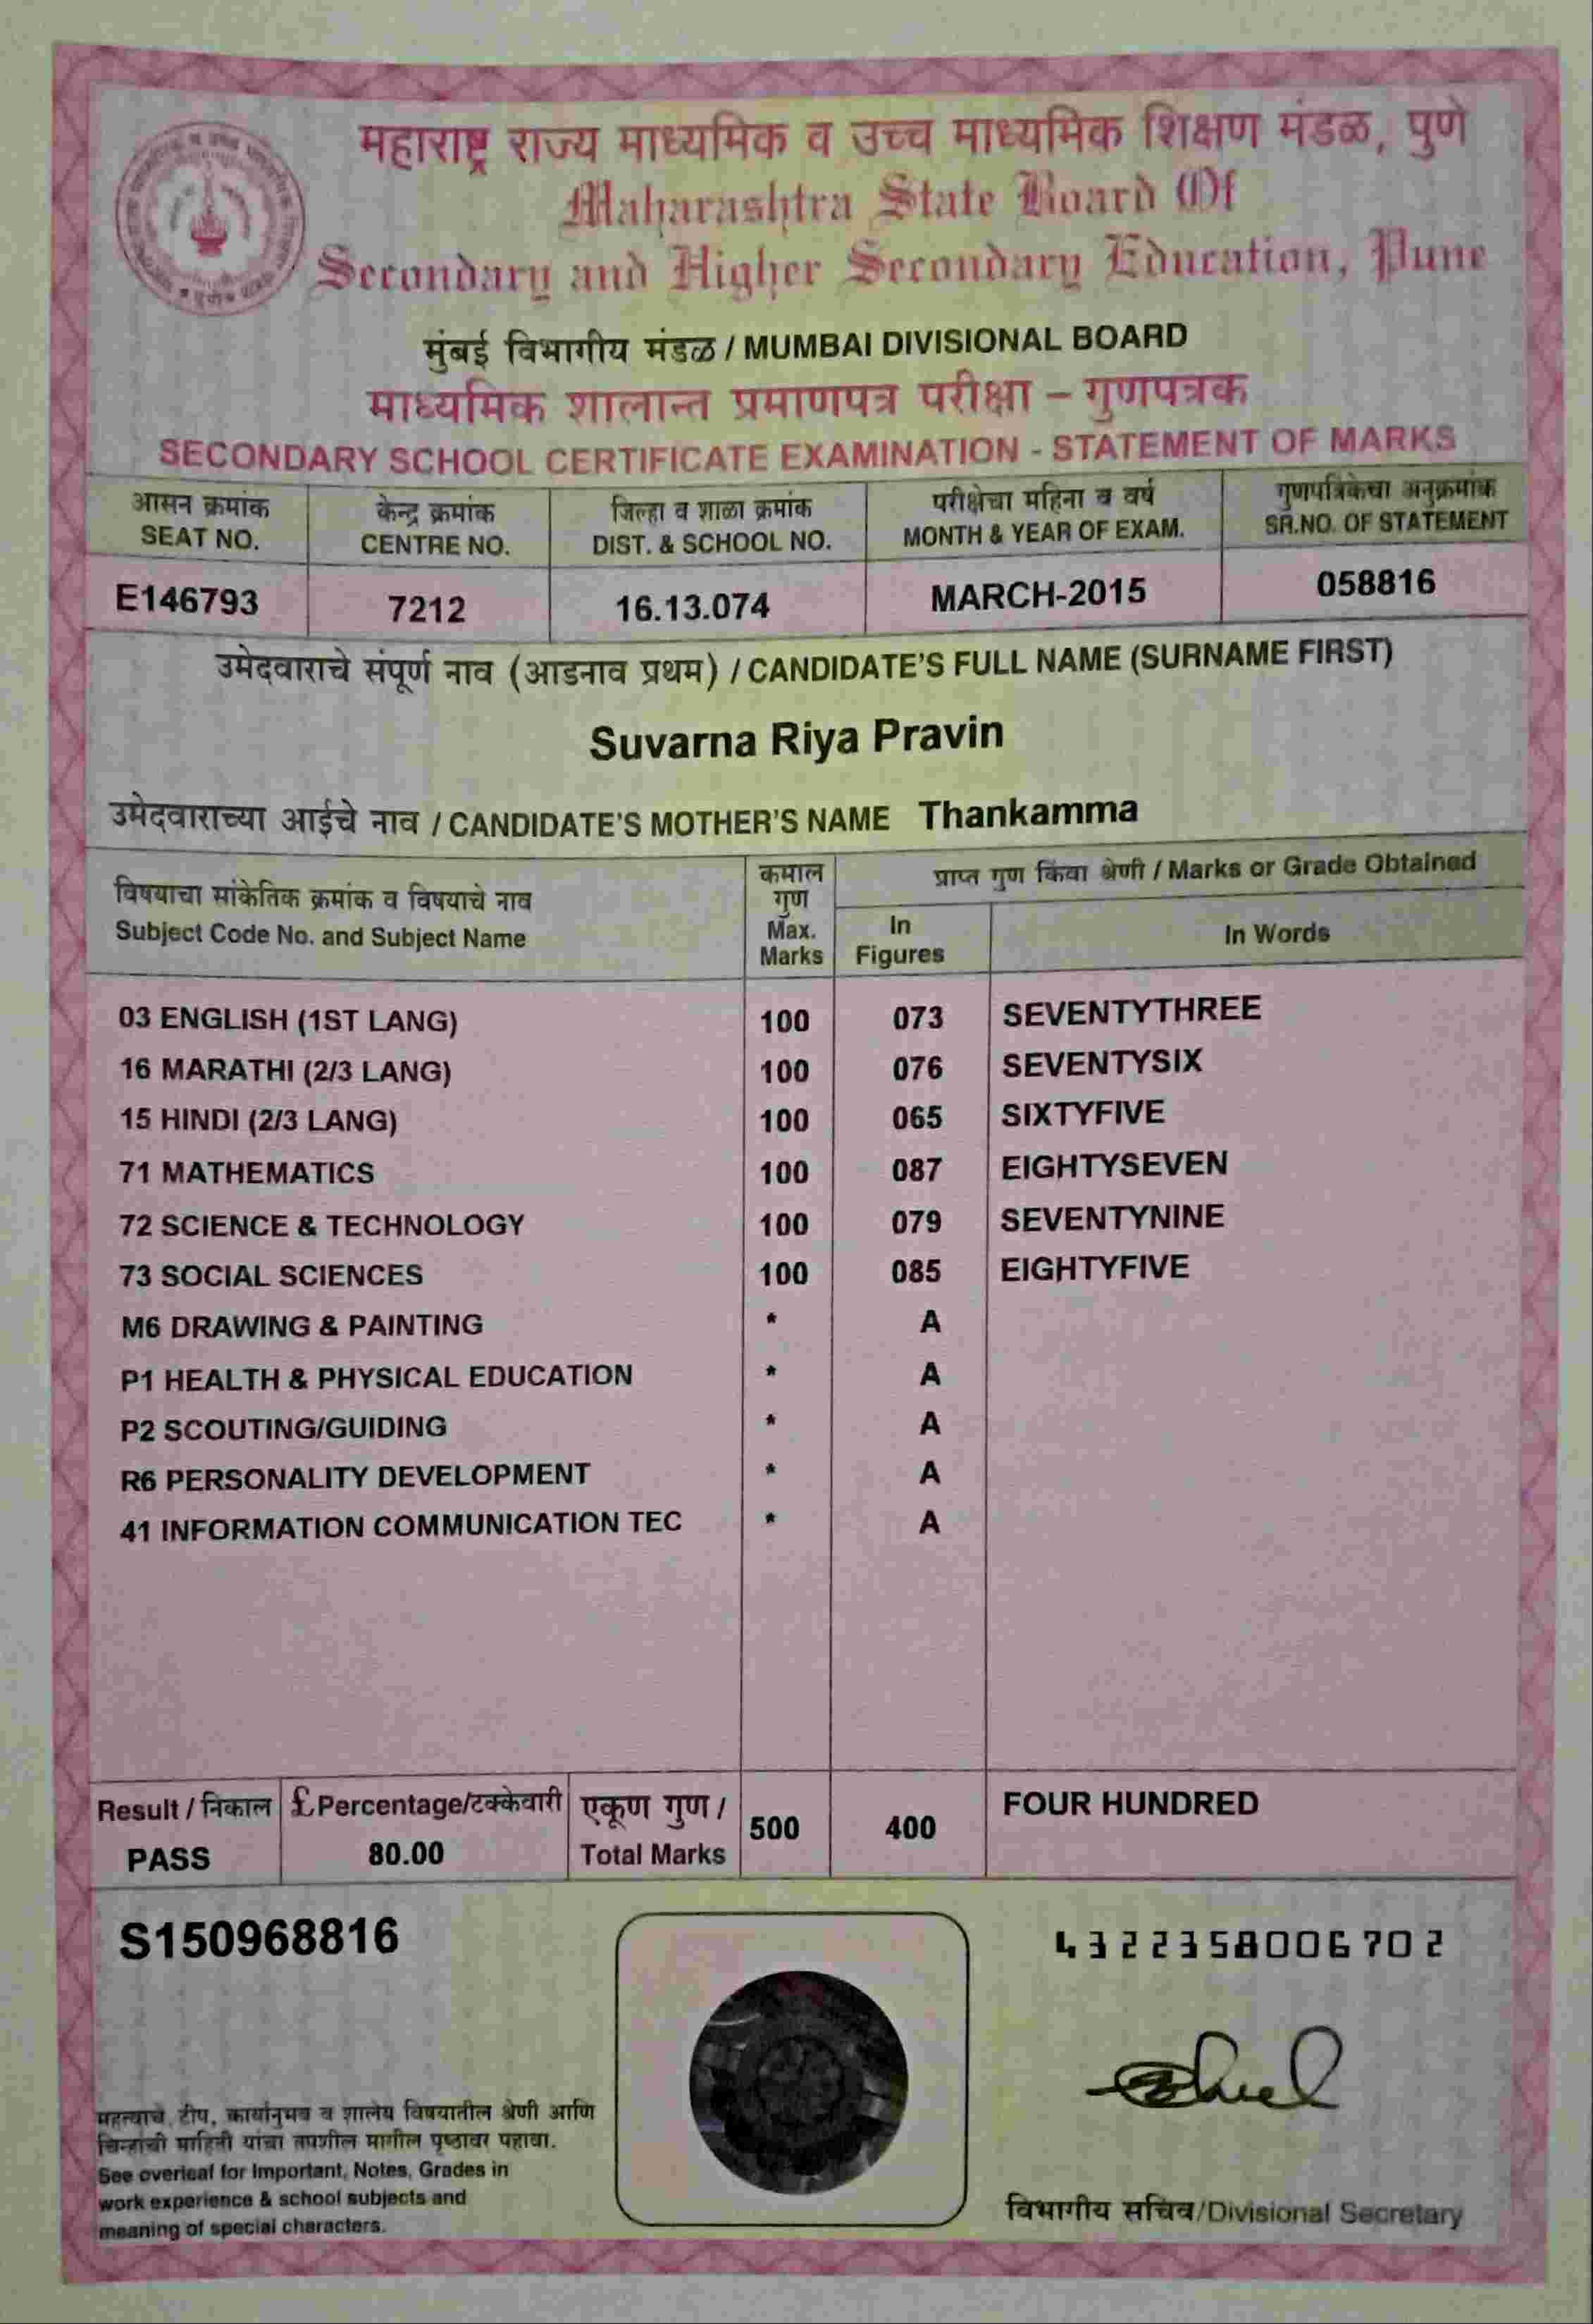 महाराष्ट्र राज्य माध्यमिक व उच्च माध्यमिक शिक्षण मंडळ, पुणे
Maharashtra State Board Of
Secondary and Higher Secondary Education, Pune
मुंबई विभागीय मंडळ / MUMBAI DIVISIONAL BOARD
माध्यमिक शालान्त प्रमाणपत्र परीक्षा – गुणपत्रक
SECONDARY SCHOOL CERTIFICATE EXAMINATION - STATEMENT OF MARKS
आसन क्रमांक केन्द्र क्रमांक जिल्हा व शाळा क्रमांक परीक्षेचा महिना व वर्ष गुणपत्रिकेचा अनुक्रमांक
SEAT NO. CENTRE NO. DIST. & SCHOOL NO. MONTH & YEAR OF EXAM. SR.NO. OF STATEMENT
E146793 7212 16.13.074 MARCH-2015 058816
उमेदवाराचे संपूर्ण नाव (आडनाव प्रथम) / CANDIDATE'S FULL NAME (SURNAME FIRST)
Suvarna Riya Pravin
उमेदवाराच्या आईचे नाव / CANDIDATE'S MOTHER'S NAME Thankamma
विषयाचा सांकेतिक क्रमांक व विषयाचे नाव
Subject Code No. and Subject Name
कमाल
गुण
Max.
Marks
प्राप्त गुण किंवा श्रेणी / Marks or Grade Obtained
In
Figures
In Words
03 ENGLISH (1ST LANG) 100 073 SEVENTYTHREE
16 MARATHI (2/3 LANG) 100 076 SEVENTYSIX
15 HINDI (2/3 LANG) 100 065 SIXTYFIVE
71 MATHEMATICS 100 087 EIGHTYSEVEN
72 SCIENCE & TECHNOLOGY 100 079 SEVENTYNINE
73 SOCIAL SCIENCES 100 085 EIGHTYFIVE
M6 DRAWING & PAINTING * A
P1 HEALTH & PHYSICAL EDUCATION * A
P2 SCOUTING/GUIDING * A
R6 PERSONALITY DEVELOPMENT * A
41 INFORMATION COMMUNICATION TEC * A
Result / निकाल £ Percentage/टक्केवारी एकूण गुण / 500 400 FOUR HUNDRED
PASS 80.00 Total Marks
S150968816
4322358006702
महत्वाचे टीप, कार्यानुभव व शालेय विषयातील श्रेणी आणि
चिन्हांची माहिती यांचा तपशील मागील पृष्ठावर पहावा.
See overleaf for Important, Notes, Grades in
work experience & school subjects and
meaning of special characters.
विभागीय सचिव/Divisional Secretary